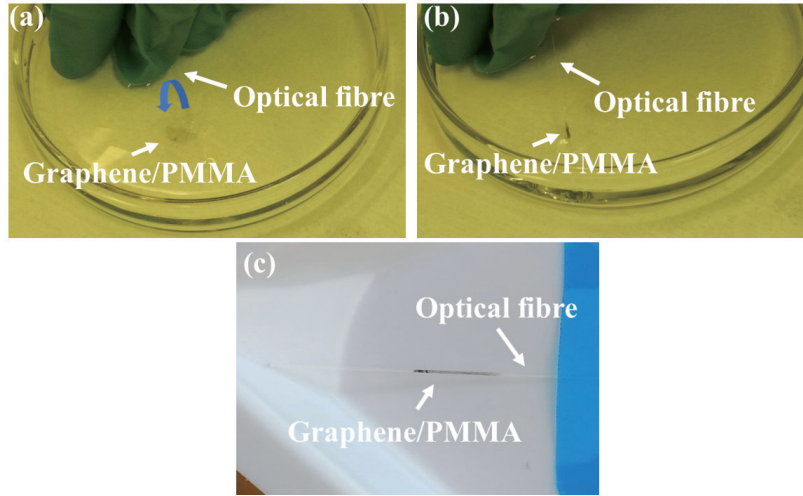 (a)
Optical fibre
Graphene/PMMA
(b)
Optical fibre
Graphene/PMMA
(c)
Optical fibre
Graphene/PMMA